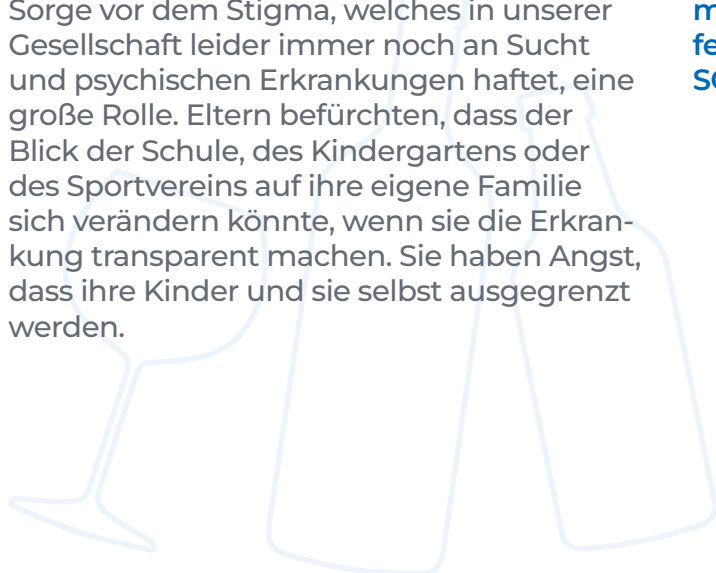 Sorge vor dem Stigma, welches in unserer
Gesellschaft leider immer noch an Sucht
und psychischen Erkrankungen haftet, eine
große Rolle. Eltern befürchten, dass der
Blick der Schule, des Kindergartens oder
des Sportvereins auf ihre eigene Familie
sich verändern könnte, wenn sie die Erkran-
kung transparent machen. Sie haben Angst,
dass ihre Kinder und sie selbst ausgegrenzt
werden.